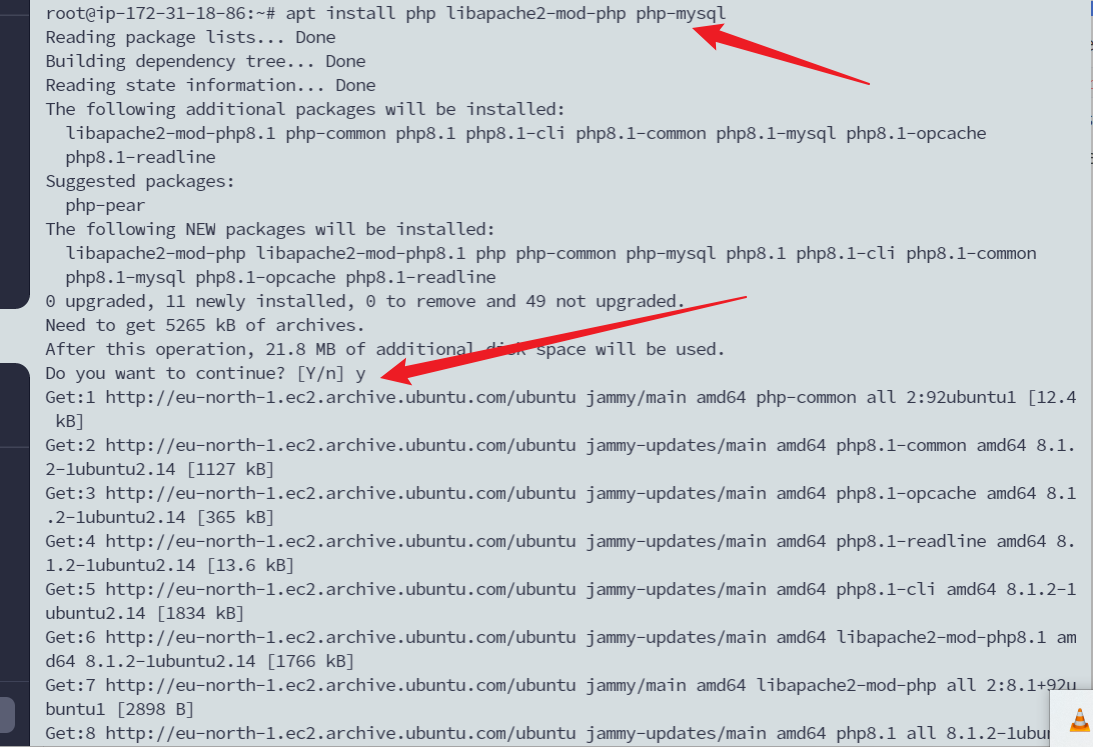 root@ip-172-31-18-86:~# apt install php libapache2-mod-php php-mysql
Reading package lists... Done
Building dependency tree... Done
Reading state information... Done
The following additional packages will be installed:
  libapache2-mod-php8.1 php-common php8.1 php8.1-cli php8.1-common php8.1-mysql php8.1-opcache
  php8.1-readline
Suggested packages:
  php-pear
The following NEW packages will be installed:
  libapache2-mod-php libapache2-mod-php8.1 php php-common php-mysql php8.1 php8.1-cli php8.1-common
  php8.1-mysql php8.1-opcache php8.1-readline
0 upgraded, 11 newly installed, 0 to remove and 49 not upgraded.
Need to get 5265 kB of archives.
After this operation, 21.8 MB of additional disk space will be used.
Do you want to continue? [Y/n] y
Get:1 http://eu-north-1.ec2.archive.ubuntu.com/ubuntu jammy/main amd64 php-common all 2:92ubuntu1 [12.4
 kB]
Get:2 http://eu-north-1.ec2.archive.ubuntu.com/ubuntu jammy-updates/main amd64 php8.1-common amd64 8.1.
2-1ubuntu2.14 [1127 kB]
Get:3 http://eu-north-1.ec2.archive.ubuntu.com/ubuntu jammy-updates/main amd64 php8.1-opcache amd64 8.1
.2-1ubuntu2.14 [365 kB]
Get:4 http://eu-north-1.ec2.archive.ubuntu.com/ubuntu jammy-updates/main amd64 php8.1-readline amd64 8.
1.2-1ubuntu2.14 [13.6 kB]
Get:5 http://eu-north-1.ec2.archive.ubuntu.com/ubuntu jammy-updates/main amd64 php8.1-cli amd64 8.1.2-1
ubuntu2.14 [1834 kB]
Get:6 http://eu-north-1.ec2.archive.ubuntu.com/ubuntu jammy-updates/main amd64 libapache2-mod-php8.1 am
d64 8.1.2-1ubuntu2.14 [1766 kB]
Get:7 http://eu-north-1.ec2.archive.ubuntu.com/ubuntu jammy/main amd64 libapache2-mod-php all 2:8.1+92u
buntu1 [2898 B]
Get:8 http://eu-north-1.ec2.archive.ubuntu.com/ubuntu jammy-updates/main amd64 php8.1 all 8.1.2-1ubun